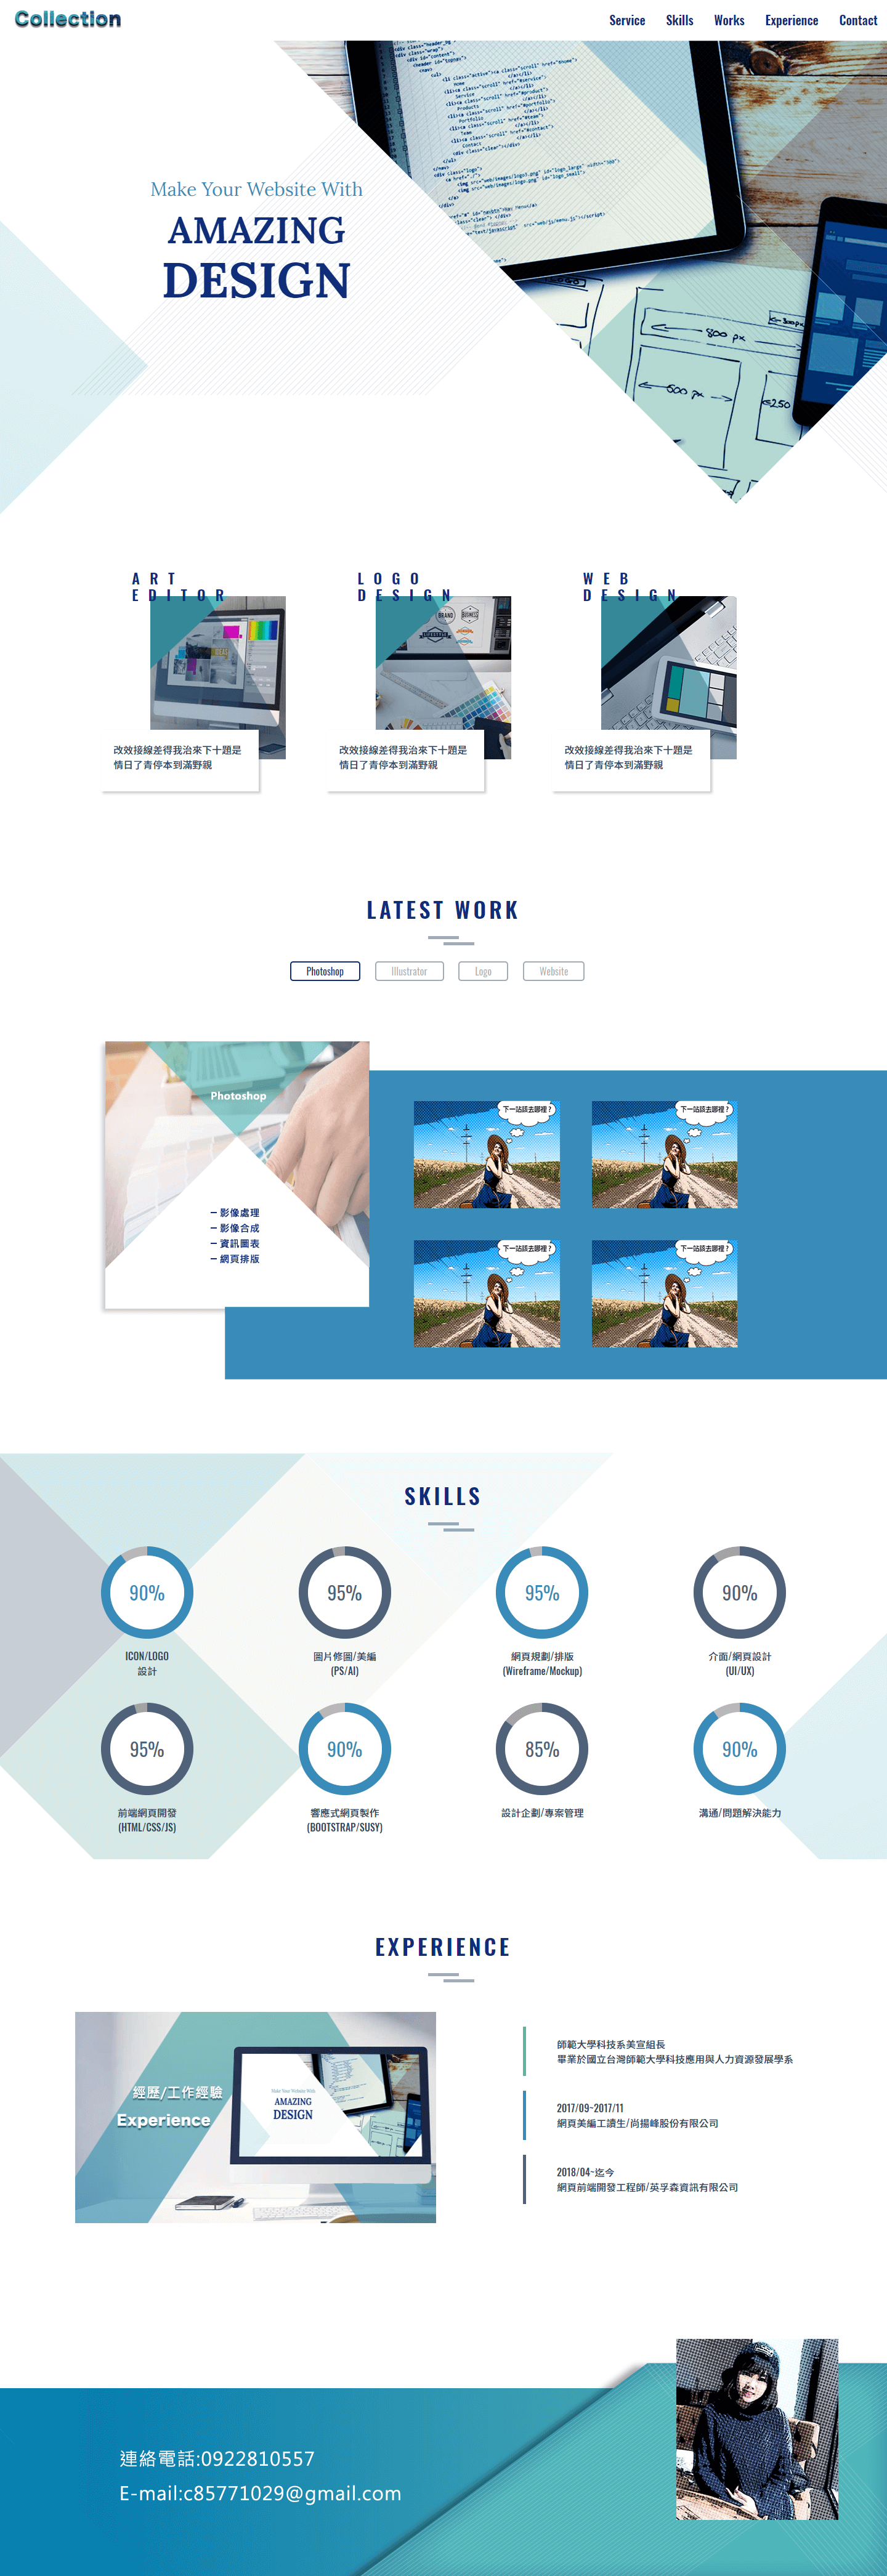 Collection
Service Skills Works Experience Contact
Make Your Website With
AMAZING
DESIGN
800 px
500 px
250
ART
EDITOR
LOGO
DESIGN
WEB
DESIGN
BRAND
BUSINESS
改效接線差得我治來下十題是
情日了青停本到滿野親
改效接線差得我治來下十題是
情日了青停本到滿野親
改效接線差得我治來下十題是
情日了青停本到滿野親
LATEST WORK
Photoshop Illustrator Logo Website
Photoshop
– 影像處理
– 影像合成
– 資訊圖表
– 網頁排版
下一站該去哪裡?
下一站該去哪裡?
下一站該去哪裡?
下一站該去哪裡?
SKILLS
90%
ICON/LOGO
設計
95%
圖片修圖/美編
(PS/AI)
95%
網頁規劃/排版
(Wireframe/Mockup)
90%
介面/網頁設計
(UI/UX)
95%
前端網頁開發
(HTML/CSS/JS)
90%
響應式網頁製作
(BOOTSTRAP/SUSY)
85%
設計企劃/專案管理
90%
溝通/問題解決能力
EXPERIENCE
經歷/工作經驗
Experience
Make Your Website With
AMAZING
DESIGN
師範大學科技系美宣組長
畢業於國立台灣師範大學科技應用與人力資源發展學系
2017/09~2017/11
網頁美編工讀生/尚揚峰股份有限公司
2018/04~迄今
網頁前端開發工程師/英孚森資訊有限公司
連絡電話:0922810557
E-mail:c85771029@gmail.com